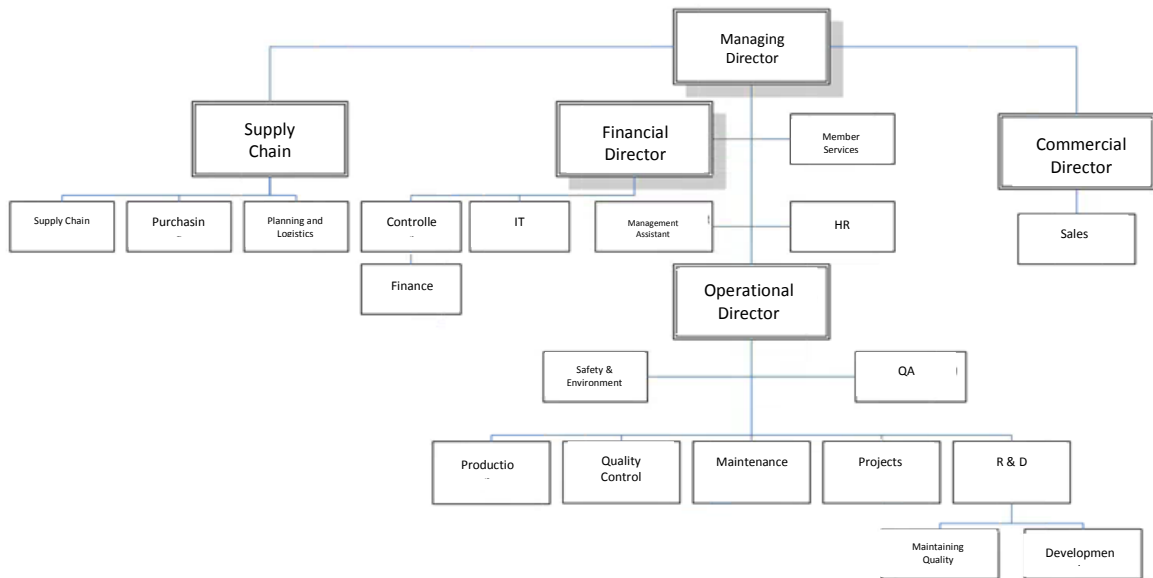 Managing
Director
Supply
Chain
Financial
Director
Member
Services
Commercial
Director
Supply Chain
Purchasin
Planning and
Logistics
Controlle
IT
Management
Assistant
HR
Sales
Finance
Operational
Director
Safety &
Environment
QA
Productio
Quality
Control
Maintenance
Projects
R & D
Maintaining
Quality
Developmen